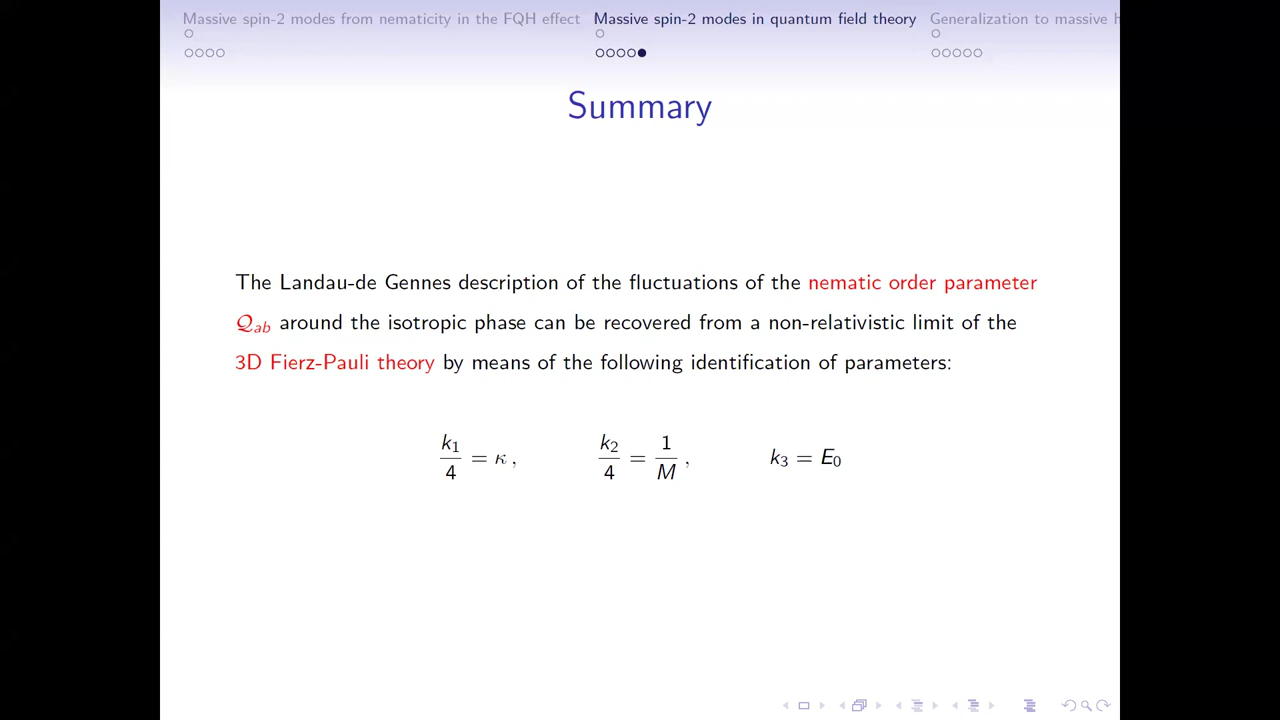 Massive spin-2 modes from nematicity in the FQH effect Massive spin-2 modes in quantum field theory Generalization to massive h
Summary
The Landau-de Gennes description of the fluctuations of the nematic order parameter
𝒬ab around the isotropic phase can be recovered from a non-relativistic limit of the
3D Fierz-Pauli theory by means of the following identification of parameters:
k₁/4 = κ, k₂/4 = 1/M, k₃ = E₀